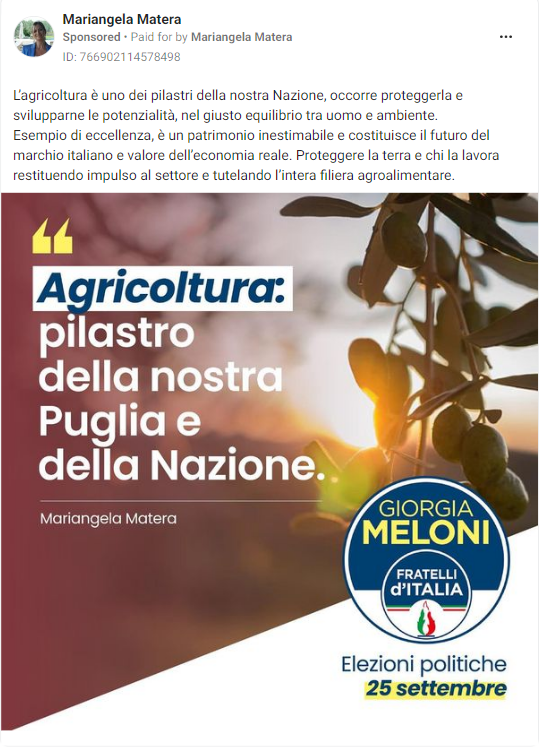 Mariangela Matera
Sponsored • Paid for by Mariangela Matera
ID: 766902114578498
L'agricoltura è uno dei pilastri della nostra Nazione, occorre proteggerla e
svilupparne le potenzialità, nel giusto equilibrio tra uomo e ambiente.
Esempio di eccellenza, è un patrimonio inestimabile e costituisce il futuro del
marchio italiano e valore dell'economia reale. Proteggere la terra e chi la lavora
restituendo impulso al settore e tutelando l'intera filiera agroalimentare.
Agricoltura:
pilastro
della nostra
Puglia e
della Nazione.
Mariangela Matera
GIORGIA
MELONI
FRATELLI
d'ITALIA
Elezioni politiche
25 settembre